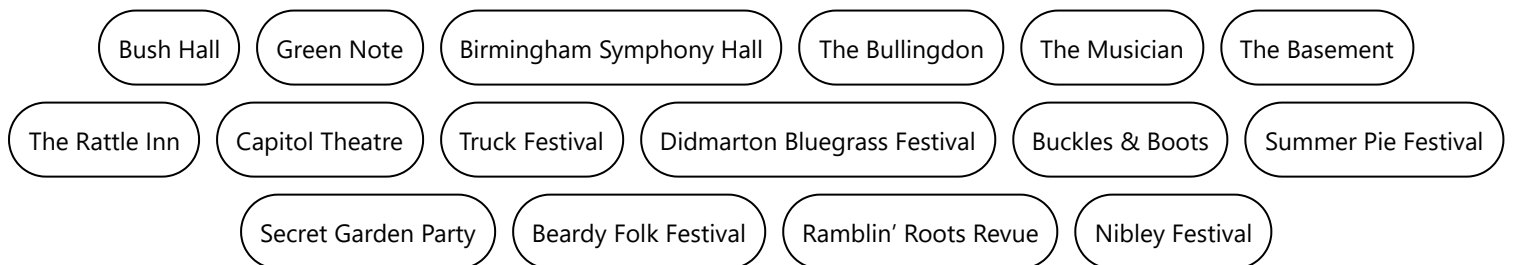 Bush Hall Green Note Birmingham Symphony Hall The Bullingdon The Musician The Basement
The Rattle Inn Capitol Theatre Truck Festival Didmarton Bluegrass Festival Buckles & Boots Summer Pie Festival
Secret Garden Party Beardy Folk Festival Ramblin’ Roots Revue Nibley Festival